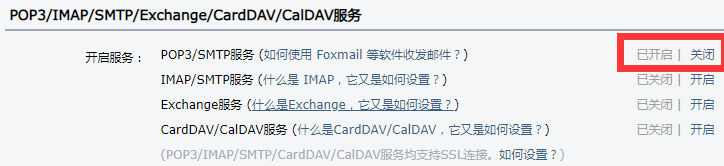 POP3/IMAP/SMTP/Exchange/CardDAV/CalDAV服务
开启服务： POP3/SMTP服务 (如何使用 Foxmail 等软件收发邮件？) 已开启 | 关闭
IMAP/SMTP服务 (什么是 IMAP，它又是如何设置？) 已关闭 | 开启
Exchange服务 (什么是Exchange，它又是如何设置？) 已关闭 | 开启
CardDAV/CalDAV服务 (什么是CardDAV/CalDAV，它又是如何设置？) 已关闭 | 开启
(POP3/IMAP/SMTP/CardDAV/CalDAV服务均支持SSL连接。如何设置？)